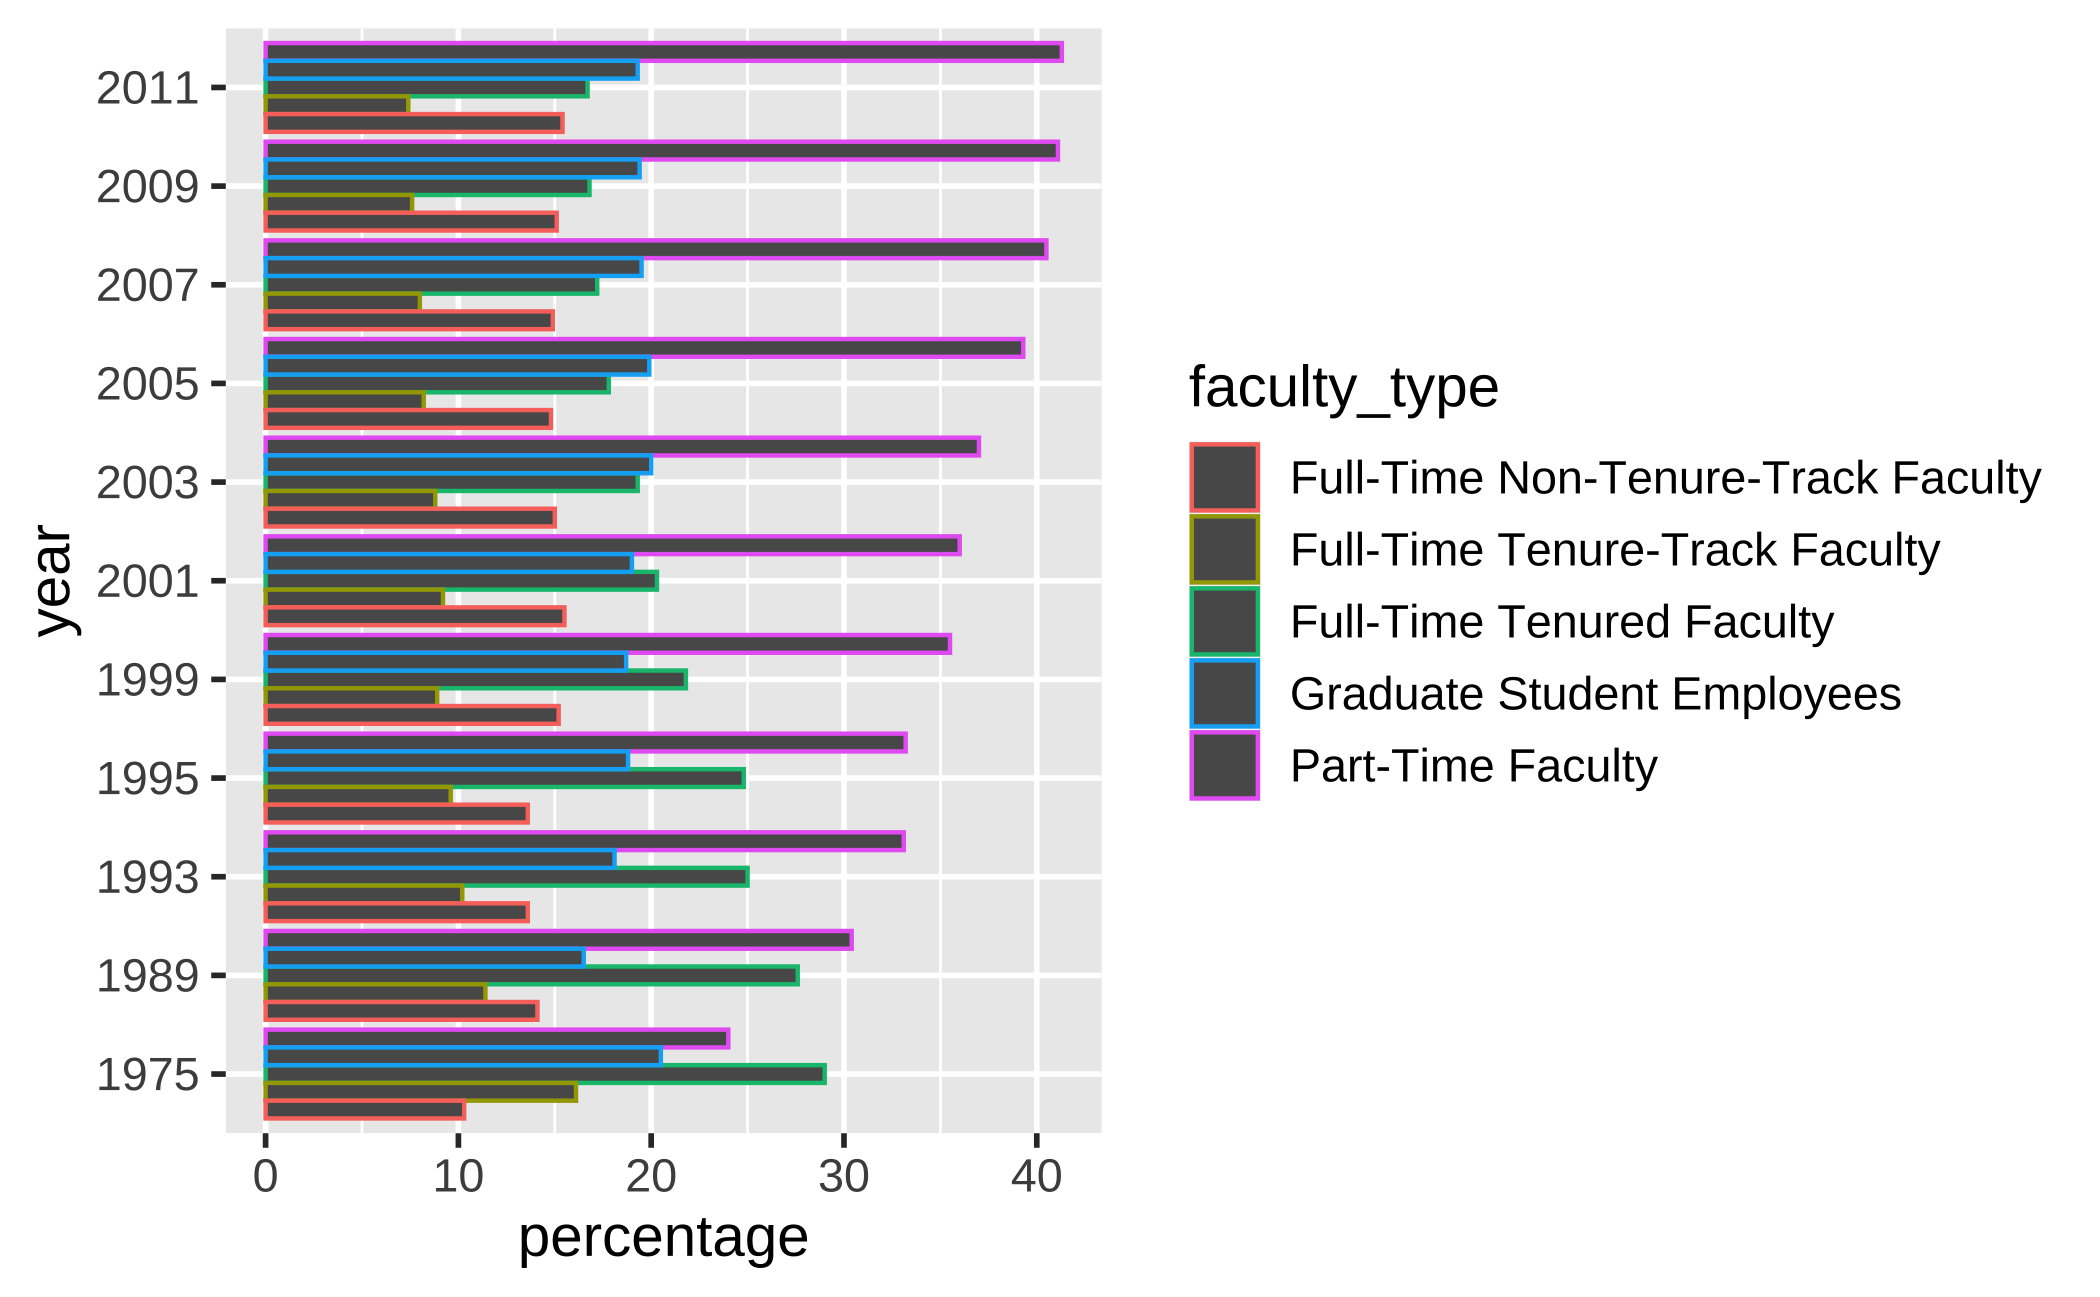 2011
2009
2007
2005
2003
2001
1999
1995
1993
1989
1975
year
0 10 20 30 40
percentage
faculty_type
Full-Time Non-Tenure-Track Faculty
Full-Time Tenure-Track Faculty
Full-Time Tenured Faculty
Graduate Student Employees
Part-Time Faculty